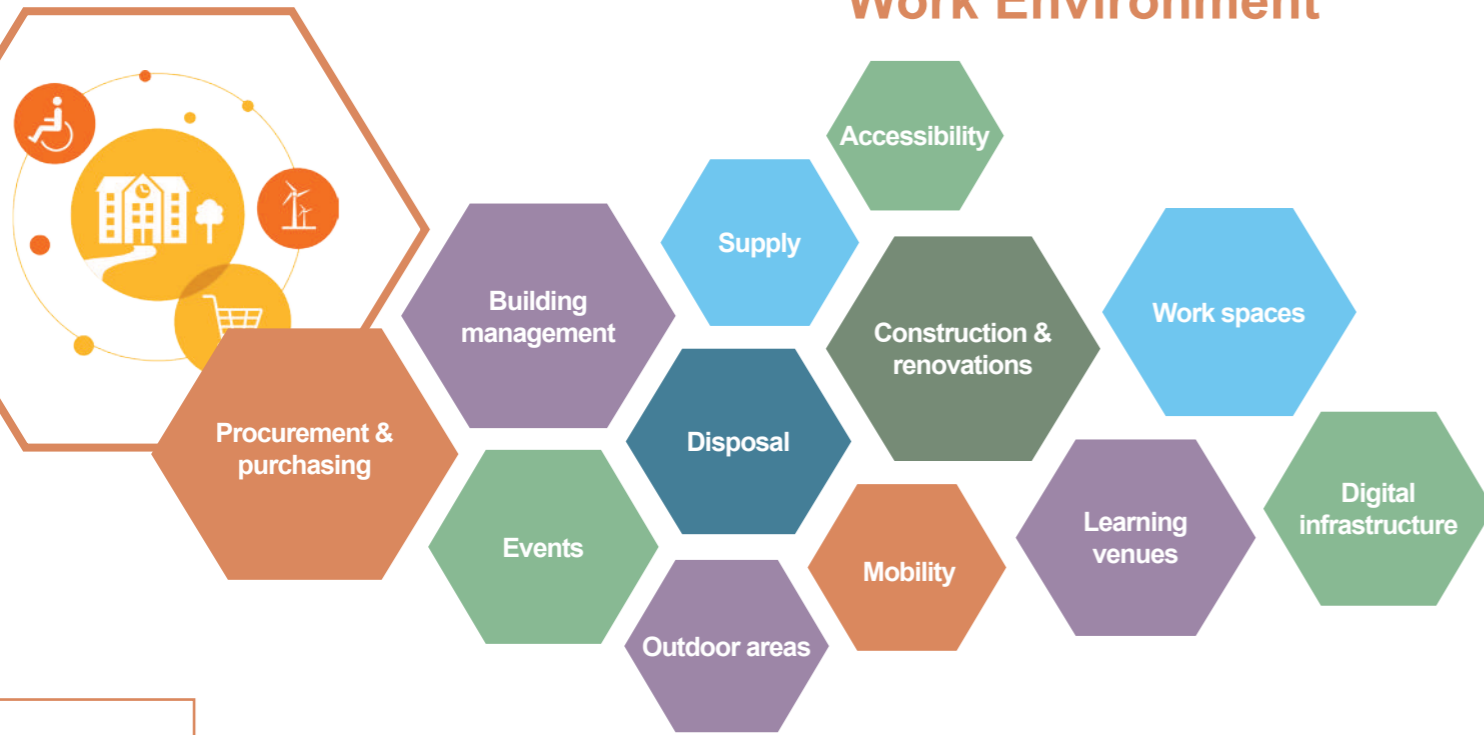 Work Environment
Accessibility
Supply
Building
management
Construction &
renovations
Work spaces
Procurement &
purchasing
Disposal
Events
Mobility
Learning
venues
Digital
infrastructure
Outdoor areas